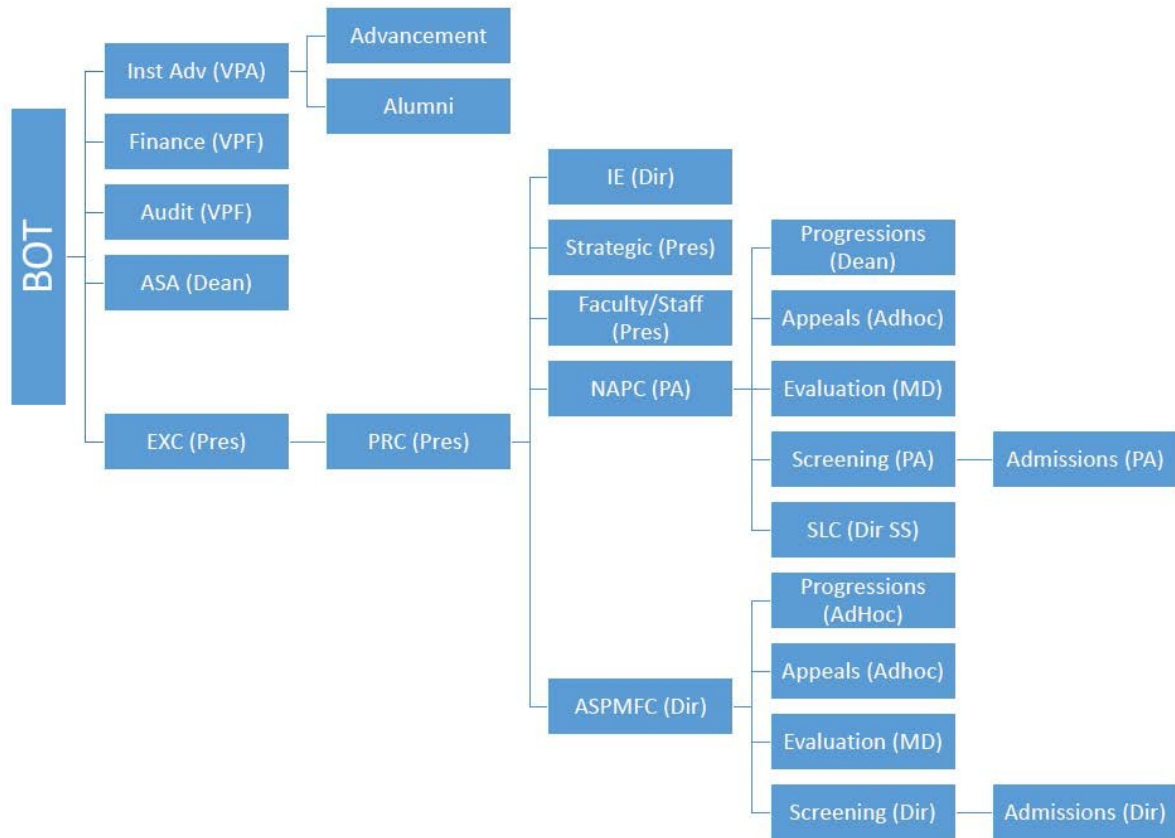 BOT
Inst Adv (VPA)
Advancement
Alumni
Finance (VPF)
Audit (VPF)
ASA (Dean)
EXC (Pres)
PRC (Pres)
IE (Dir)
Strategic (Pres)
Faculty/Staff
(Pres)
NAPC (PA)
Progressions
(Dean)
Appeals (Adhoc)
Evaluation (MD)
Screening (PA)
Admissions (PA)
SLC (Dir SS)
ASPMFC (Dir)
Progressions
(AdHoc)
Appeals (Adhoc)
Evaluation (MD)
Screening (Dir)
Admissions (Dir)